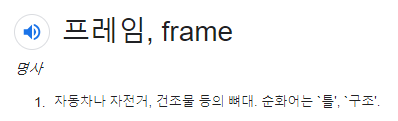 프레임, frame
명사
1. 자동차나 자전거, 건조물 등의 뼈대. 순화어는 `틀', `구조'.